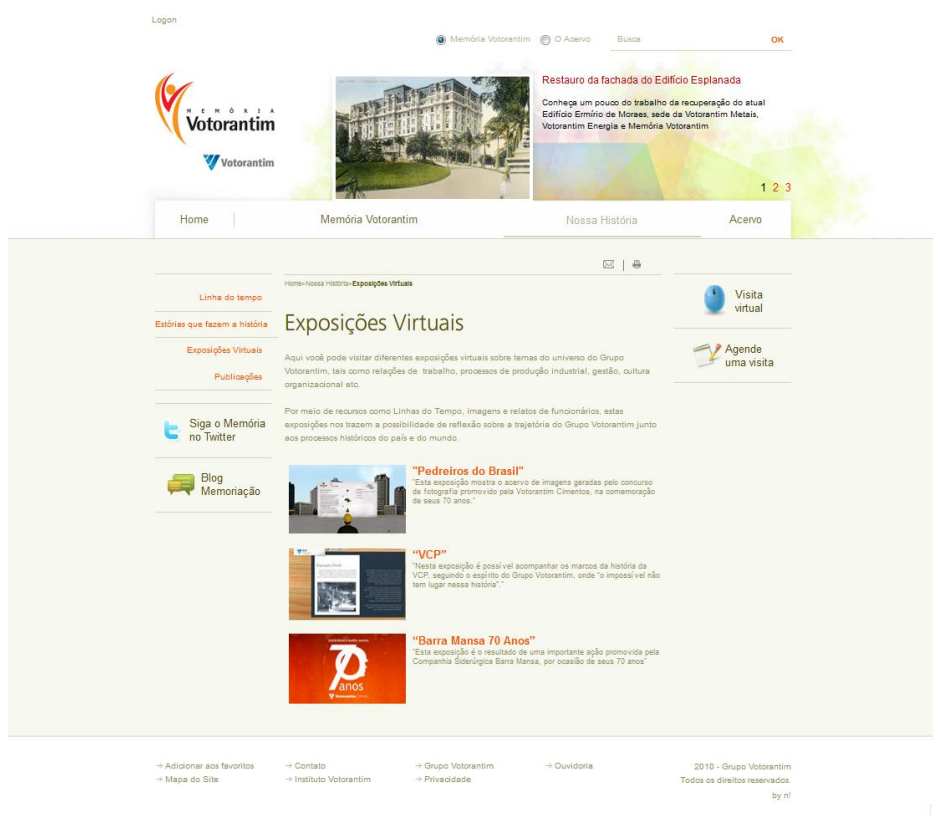 Logon
Memória Votorantim O Acervo Busca OK
MEMÓRIA
Votorantim
Votorantim
Restauro da fachada do Edifício Esplanada
Conheça um pouco do trabalho da recuperação do atual
Edifício Ermírio de Moraes, sede da Votorantim Metais,
Votorantim Energia e Memória Votorantim
1 2 3
Home Memória Votorantim Nossa História Acervo
Home»Nossa História»Exposições Virtuais
Linha do tempo
Estórias que fazem a história
Exposições Virtuais
Publicações
Siga o Memória
no Twitter
Blog
Memoriação
Exposições Virtuais
Aqui você pode visitar diferentes exposições virtuais sobre temas do universo do Grupo
Votorantim, tais como relações de trabalho, processos de produção industrial, gestão, cultura
organizacional etc.
Por meio de recursos como Linhas do Tempo, imagens e relatos de funcionários, estas
exposições nos trazem a possibilidade de reflexão sobre a trajetória do Grupo Votorantim junto
aos processos históricos do país e do mundo.
"Pedreiros do Brasil"
"Esta exposição mostra o acervo de imagens geradas pelo concurso
de fotografia promovido pela Votorantim Cimentos, na comemoração
de seus 70 anos."
“VCP”
"Nesta exposição é possível acompanhar os marcos da história da
VCP, seguindo o espírito do Grupo Votorantim, onde “o impossível não
tem lugar nessa história”."
70
anos
Votorantim
“Barra Mansa 70 Anos”
"Esta exposição é o resultado de uma importante ação promovida pela
Companhia Siderúrgica Barra Mansa, por ocasião de seus 70 anos"
Visita
virtual
Agende
uma visita
Adicionar aos favoritos
Mapa do Site
Contato
Instituto Votorantim
Grupo Votorantim
Privacidade
Ouvidoria
2010 - Grupo Votorantim
Todos os direitos reservados.
by n!